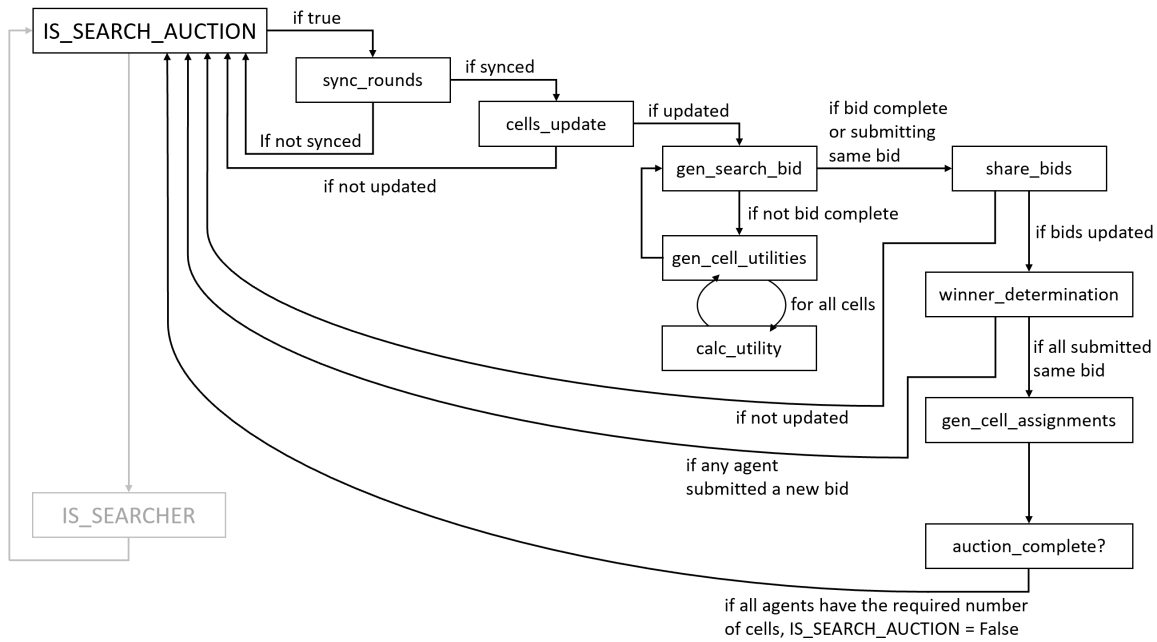 IS_SEARCH_AUCTION
if true
sync_rounds
if synced
If not synced
cells_update
if updated
if not updated
gen_search_bid
if bid complete
or submitting
same bid
share_bids
if not bid complete
gen_cell_utilities
for all cells
calc_utility
if bids updated
if not updated
winner_determination
if all submitted
same bid
if any agent
submitted a new bid
gen_cell_assignments
IS_SEARCHER
auction_complete?
if all agents have the required number
of cells, IS_SEARCH_AUCTION = False